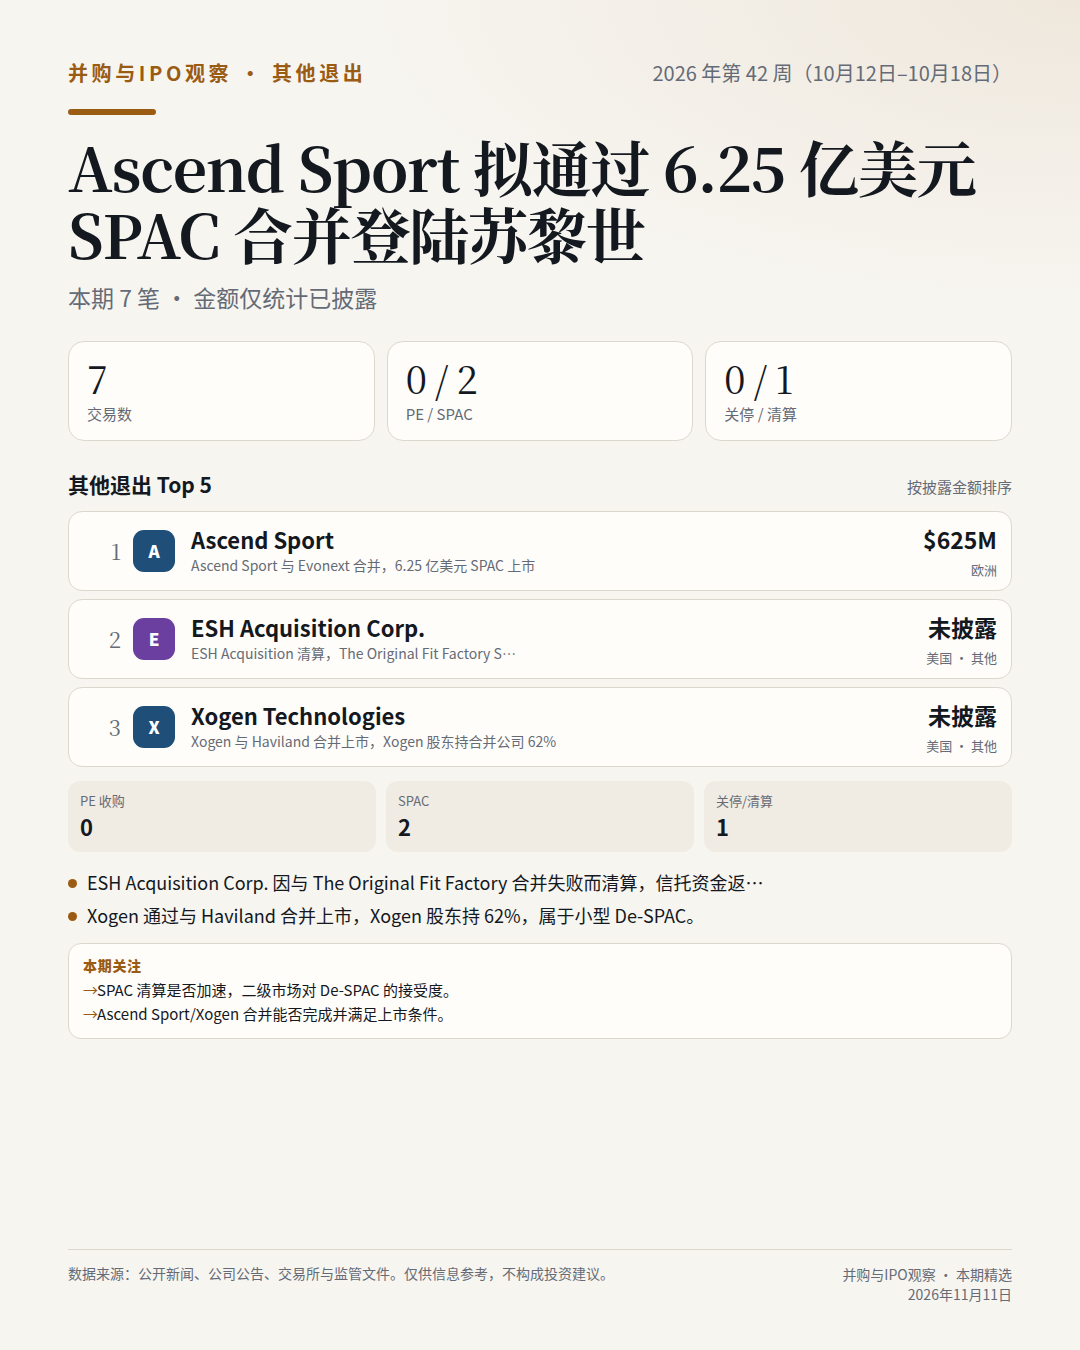 并购与IPO观察 · 其他退出
2026 年第 42 周（10月12日–10月18日）
Ascend Sport 拟通过 6.25 亿美元
SPAC 合并登陆苏黎世
本期 7 笔 · 金额仅统计已披露
7
交易数
0 / 2
PE / SPAC
0 / 1
关停 / 清算
其他退出 Top 5
按披露金额排序
1
A
Ascend Sport
Ascend Sport 与 Evonext 合并，6.25 亿美元 SPAC 上市
$625M
欧洲
2
E
ESH Acquisition Corp.
ESH Acquisition 清算，The Original Fit Factory S…
未披露
美国 · 其他
3
X
Xogen Technologies
Xogen 与 Haviland 合并上市，Xogen 股东持合并公司 62%
未披露
美国 · 其他
PE 收购
0
SPAC
2
关停/清算
1
ESH Acquisition Corp. 因与 The Original Fit Factory 合并失败而清算，信托资金返…
Xogen 通过与 Haviland 合并上市，Xogen 股东持 62%，属于小型 De-SPAC。
本期关注
→SPAC 清算是否加速，二级市场对 De-SPAC 的接受度。
→Ascend Sport/Xogen 合并能否完成并满足上市条件。
数据来源：公开新闻、公司公告、交易所与监管文件。仅供信息参考，不构成投资建议。
并购与IPO观察 · 本期精选
2026年11月11日